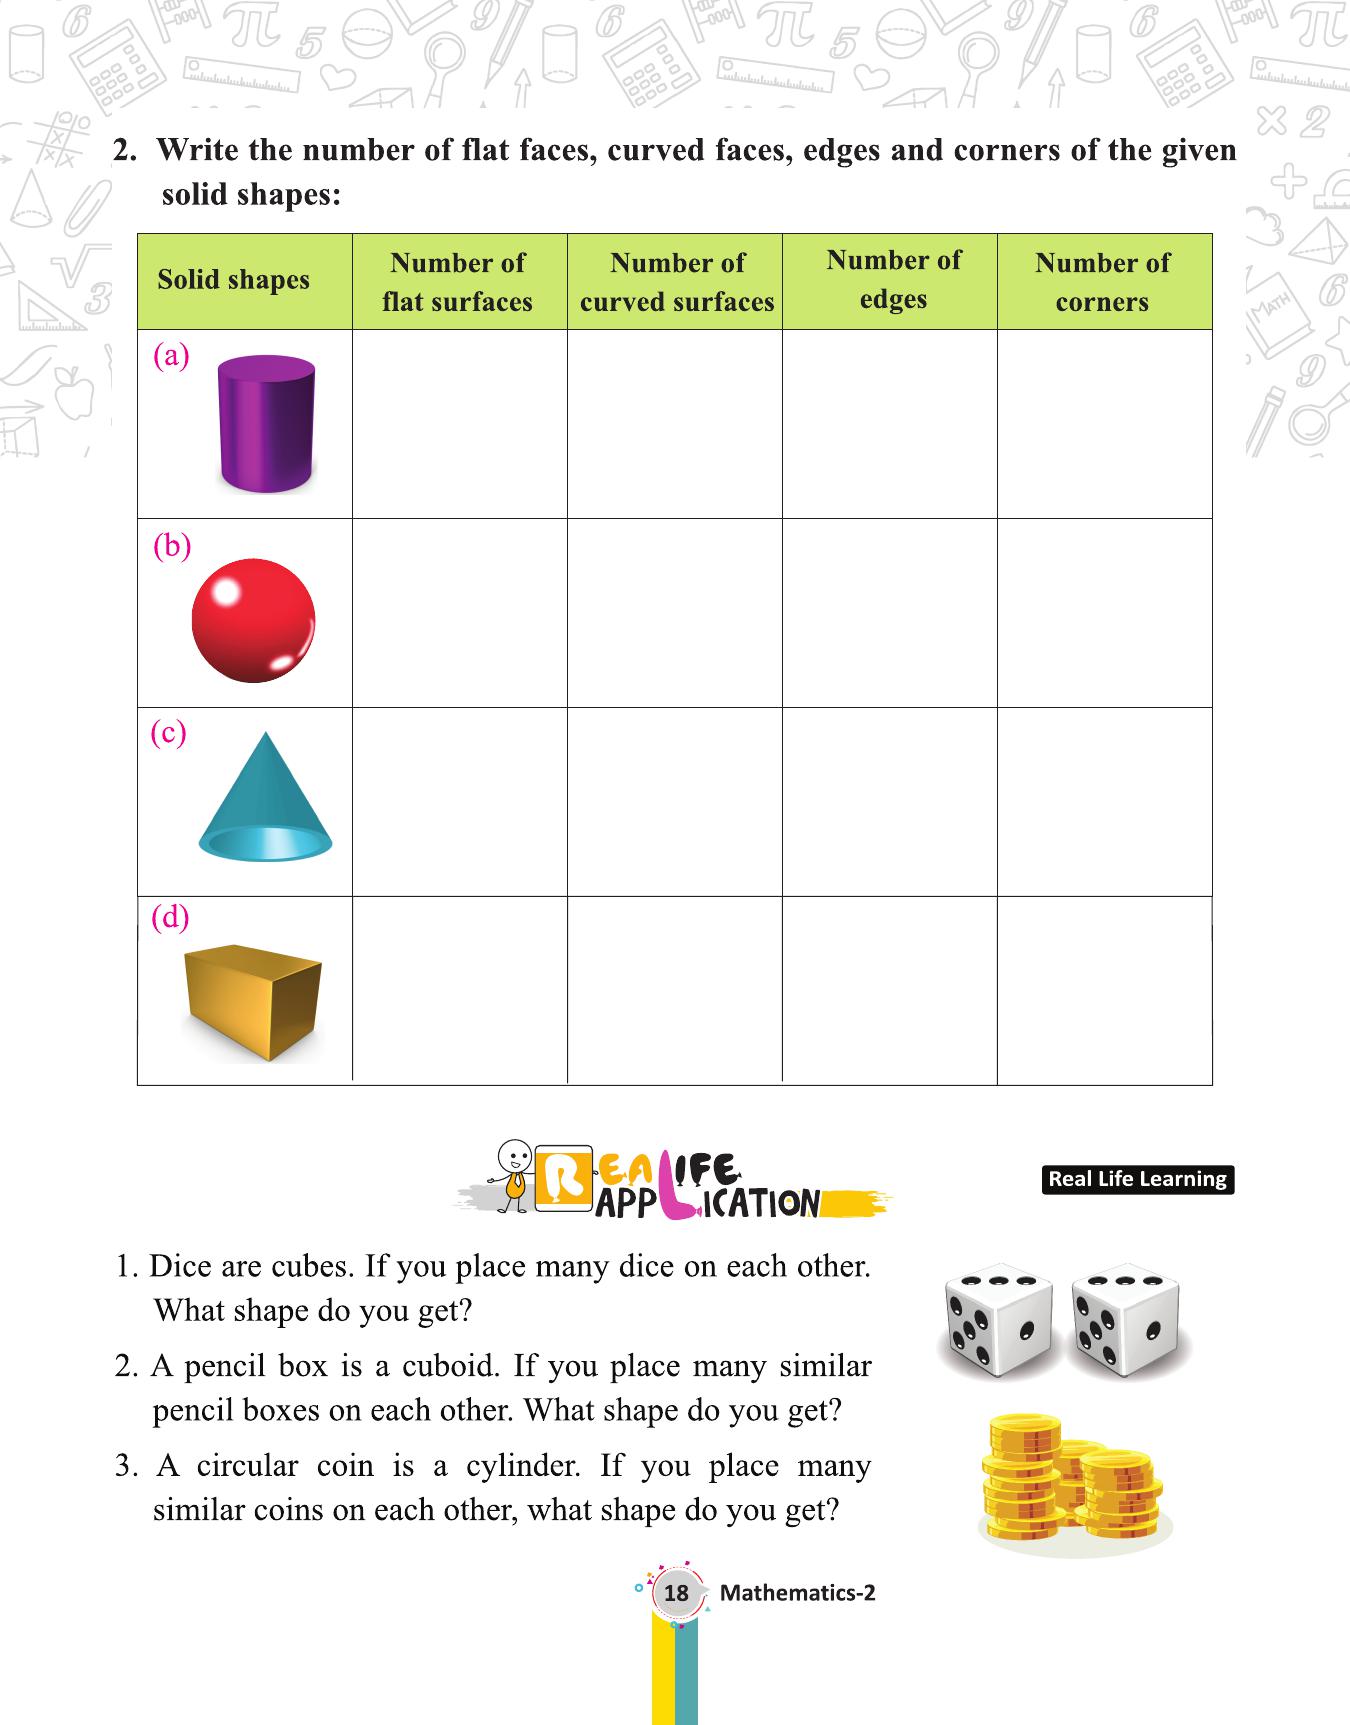 2. Write the number of flat faces, curved faces, edges and corners of the given
solid shapes:
Solid shapes
Number of
flat surfaces
Number of
curved surfaces
Number of
edges
Number of
corners
(a)
(b)
(c)
(d)
REAL LIFE
APPLICATION
Real Life Learning
1. Dice are cubes. If you place many dice on each other.
What shape do you get?
2. A pencil box is a cuboid. If you place many similar
pencil boxes on each other. What shape do you get?
3. A circular coin is a cylinder. If you place many
similar coins on each other, what shape do you get?
18 Mathematics-2